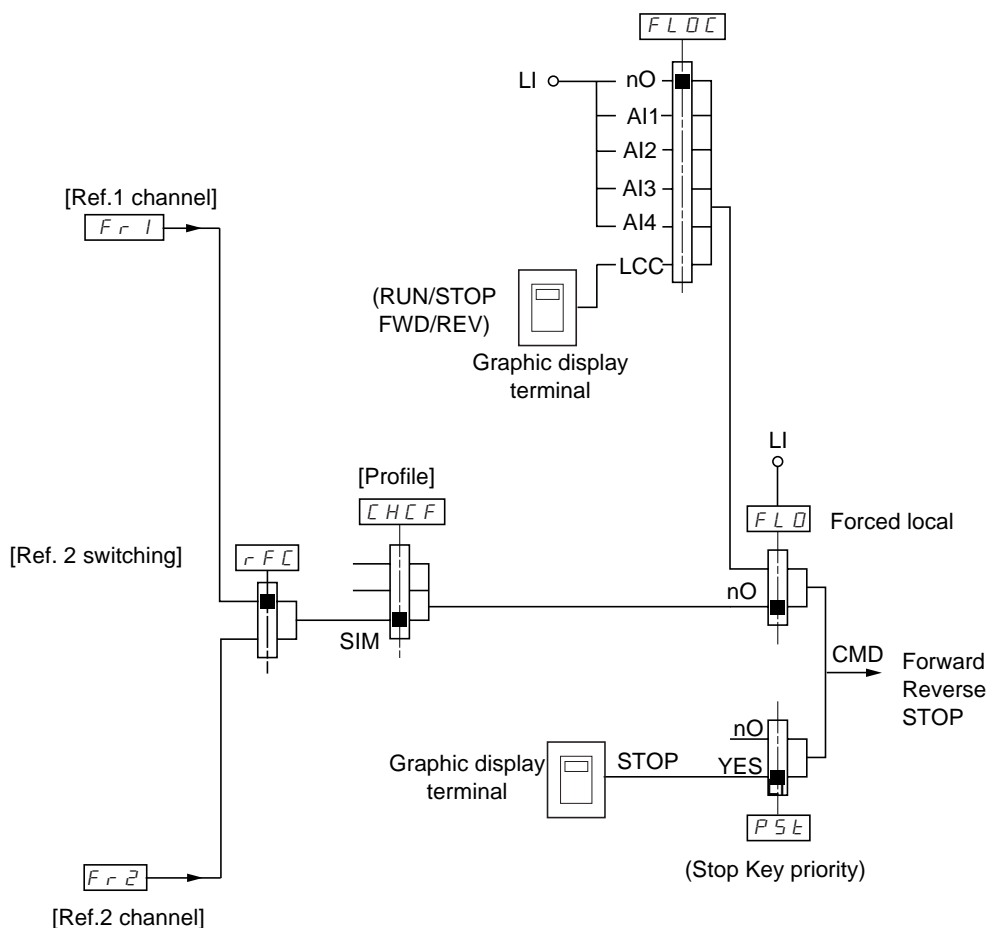 FLOC
LI
nO
AI1
AI2
AI3
AI4
LCC
[Ref.1 channel]
Fr1
(RUN/STOP
FWD/REV)
Graphic display
terminal
LI
[Profile]
CHCF
FLO
Forced local
[Ref. 2 switching]
rFC
nO
SIM
CMD
Forward
Reverse
STOP
nO
Graphic display
terminal
STOP
YES
LI
PSt
(Stop Key priority)
Fr2
[Ref.2 channel]